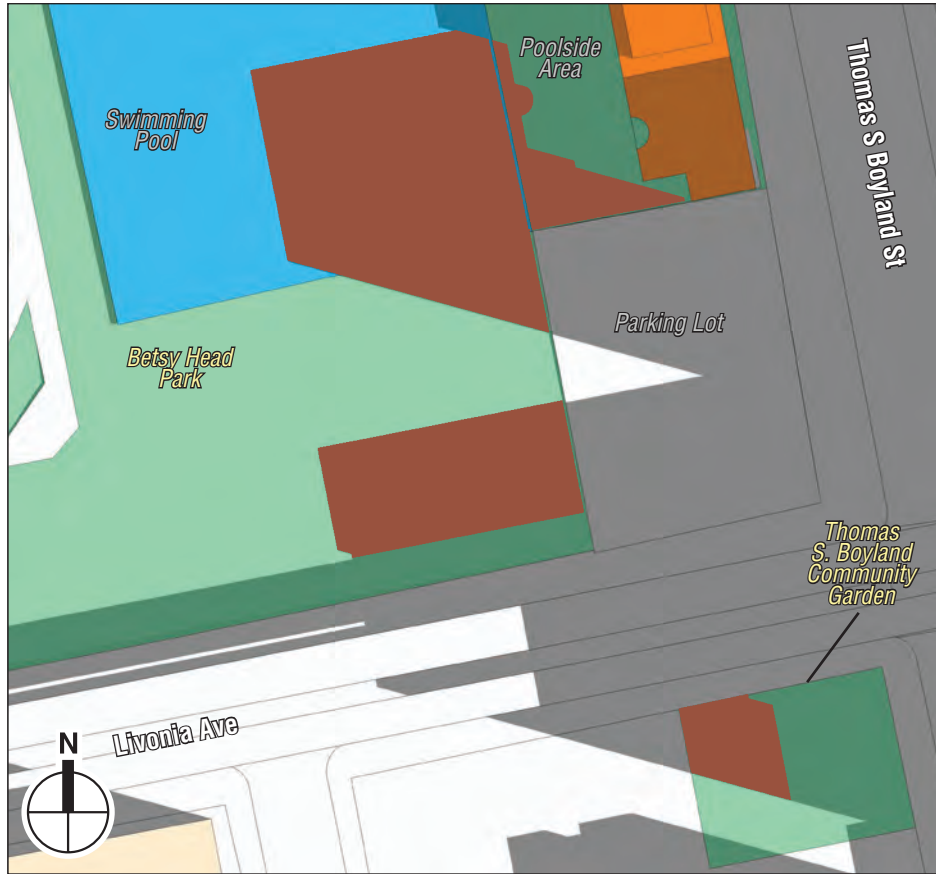 Poolside
Area
Thomas S Boyland St
Swimming
Pool
Parking Lot
Betsy Head
Park
Thomas
S. Boyland
Community
Garden
Livonia Ave
N